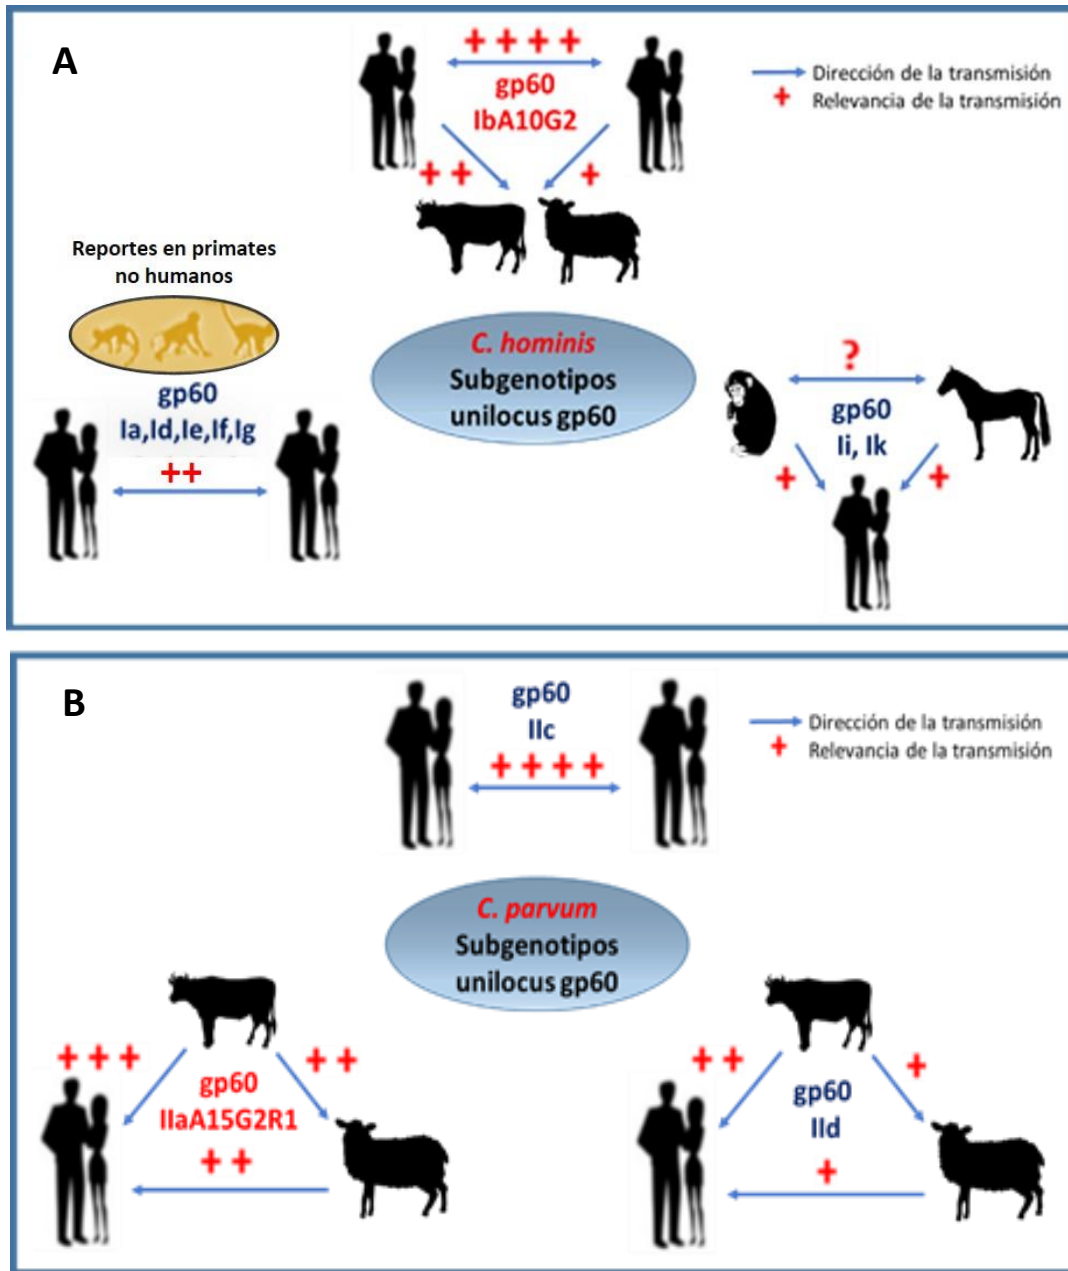 A
++++
gp60
IbA10G2
Dirección de la transmisión
+ Relevancia de la transmisión
++
+
Reportes en primates
no humanos
C. hominis
Subgenotipos
unilocus gp60
?
gp60
Ia,Id,Ie,If,Ig
++
gp60
Ii, Ik
+
+
B
gp60
IIc
++++
Dirección de la transmisión
+ Relevancia de la transmisión
C. parvum
Subgenotipos
unilocus gp60
+++
++
gp60
IIaA15G2R1
++
++
+
gp60
IId
+